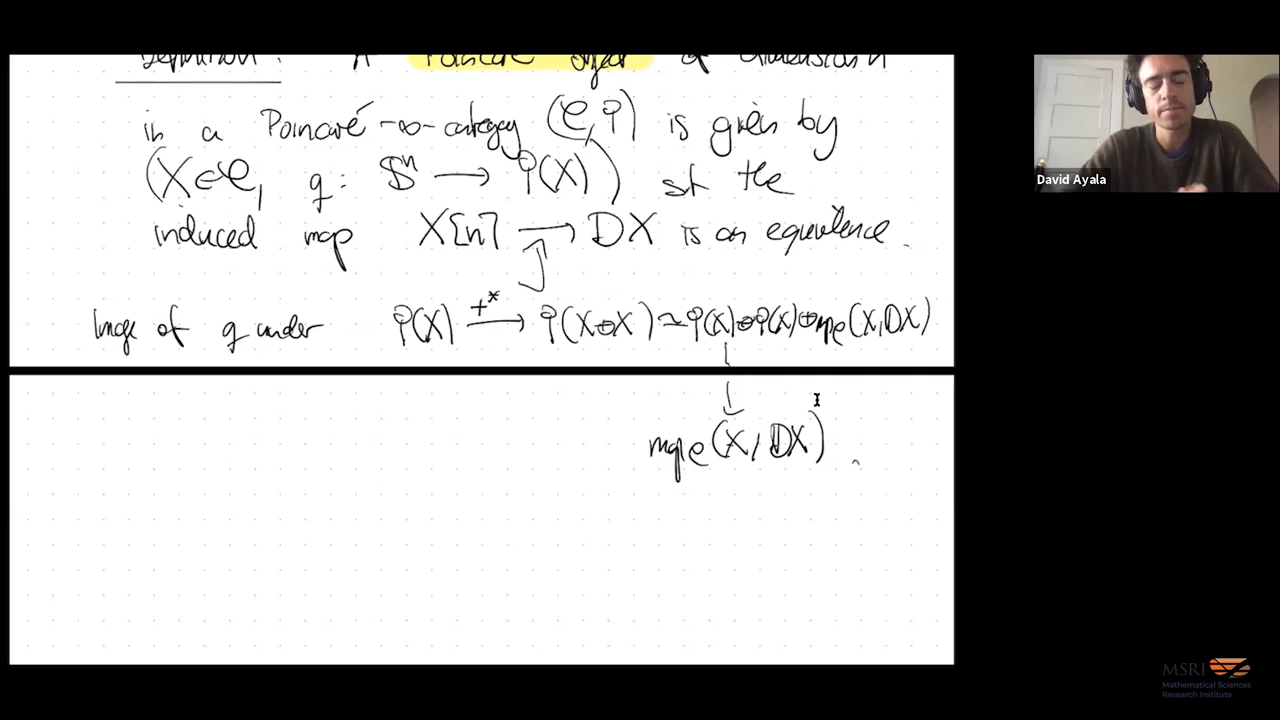 Definition: A Poincaré object of dimension n
in a Poincaré -∞-category (C, Ϙ) is given by
(X ∈ C, q: 𝕊ⁿ → Ϙ(X)) st the
induced map X[n] → DX is an equivalence.
Image of q under Ϙ(X) —+*→ Ϙ(X⊕X) ≃ Ϙ(X)⊕Ϙ(X)⊕map_C(X, DX)
↓
map_C(X, DX).
David Ayala
MSRI
Mathematical Sciences
Research Institute